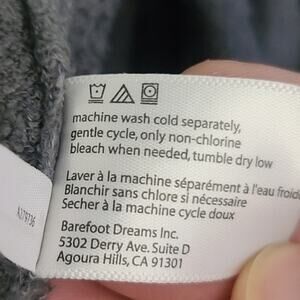 machine wash cold separately,
gentle cycle, only non-chlorine
bleach when needed, tumble dry low
Laver à la machine séparément à l'eau froide
Blanchir sans chlore si nécessaire
Secher à la machine cycle doux
Barefoot Dreams Inc.
5302 Derry Ave. Suite D
Agoura Hills, CA 91301